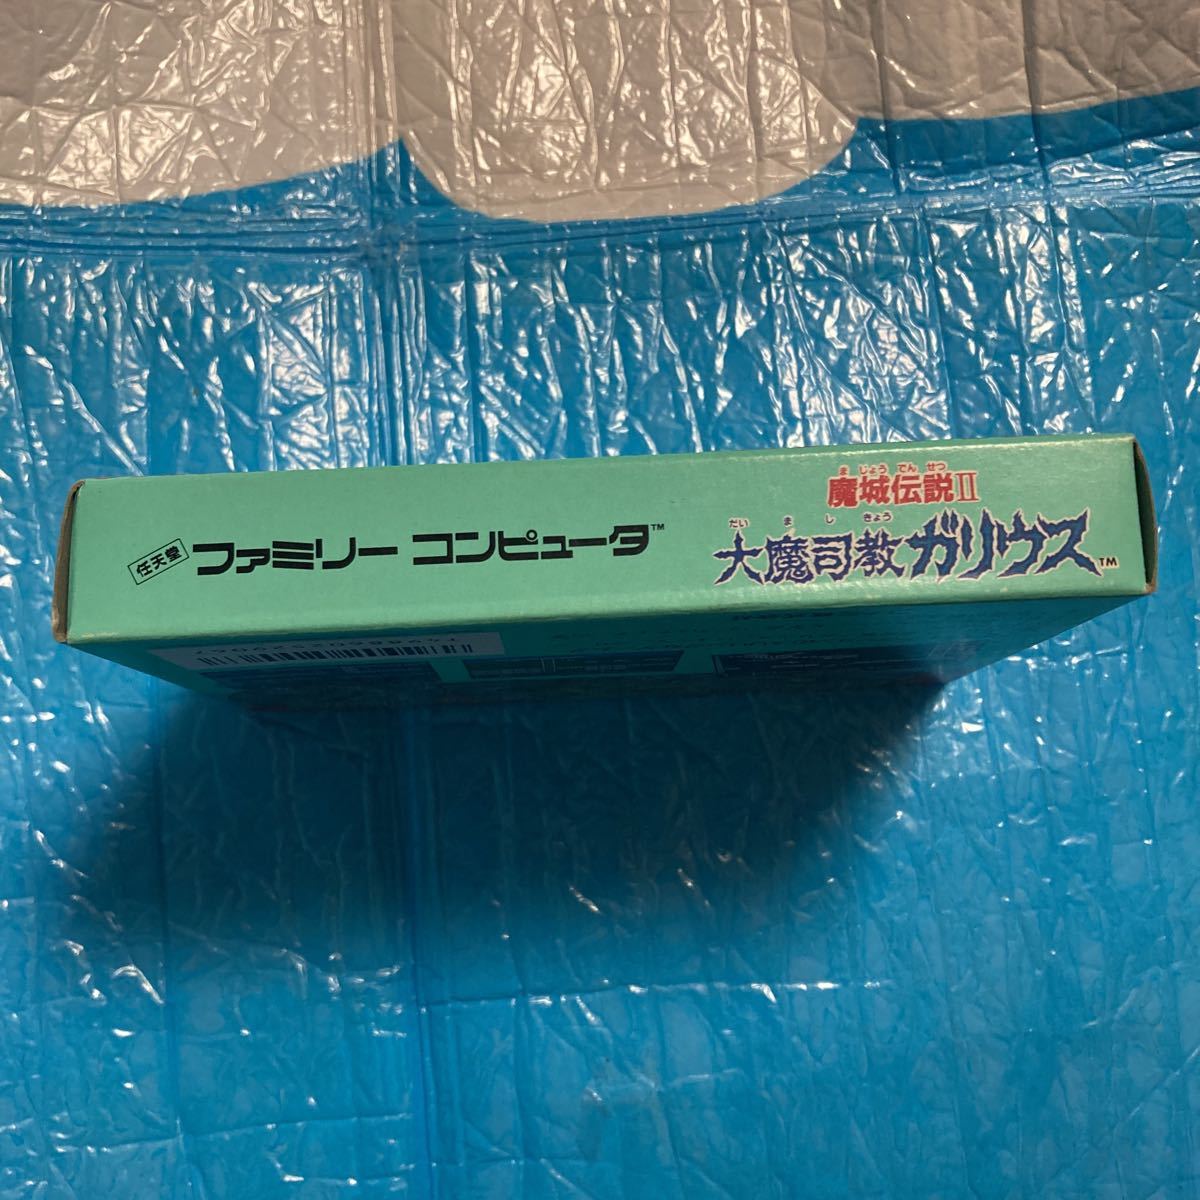 任天堂 ファミリー コンピュータ™
ま じょう でん せつ
魔城伝説II
だい ま し きょう
大魔司教ガリウス™